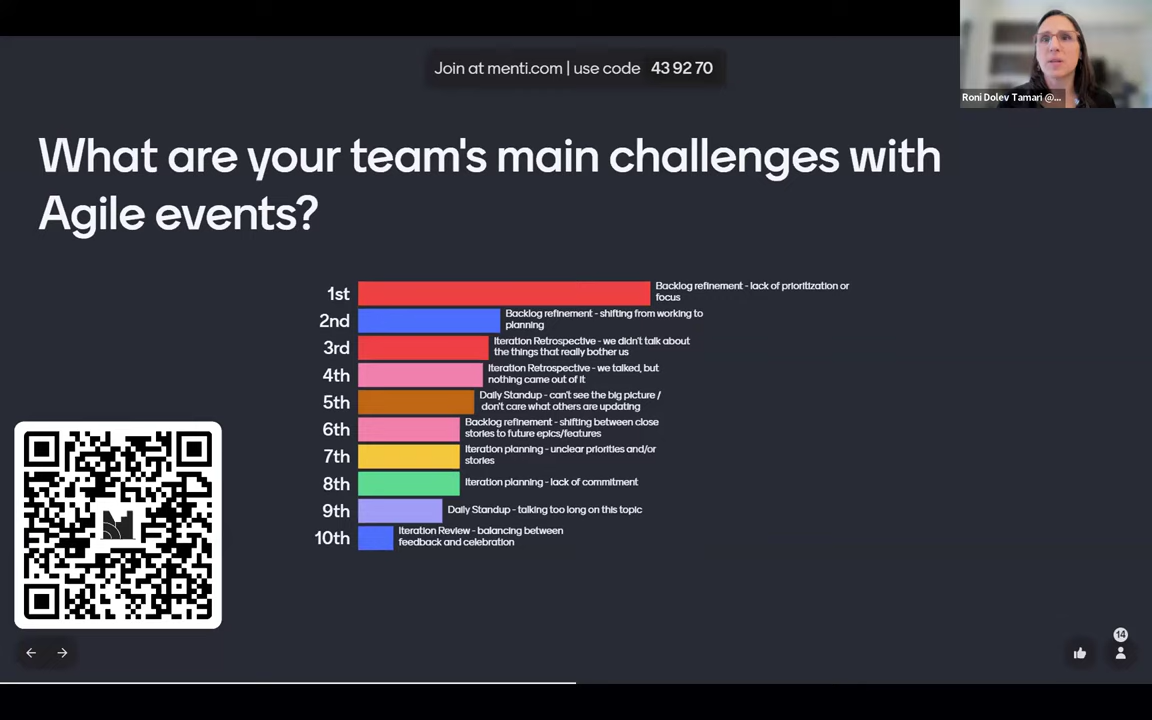 Join at menti.com | use code 43 92 70
Roni Dolev Tamari @...
What are your team's main challenges with
Agile events?
1st
Backlog refinement - lack of prioritization or
focus
2nd
Backlog refinement - shifting from working to
planning
3rd
Iteration Retrospective - we didn't talk about
the things that really bother us
4th
Iteration Retrospective - we talked, but
nothing came out of it
5th
Daily Standup - can't see the big picture /
don't care what others are updating
6th
Backlog refinement - shifting between close
stories to future epics/features
7th
Iteration planning - unclear priorities and/or
stories
8th
Iteration planning - lack of commitment
9th
Daily Standup - talking too long on this topic
10th
Iteration Review - balancing between
feedback and celebration
14